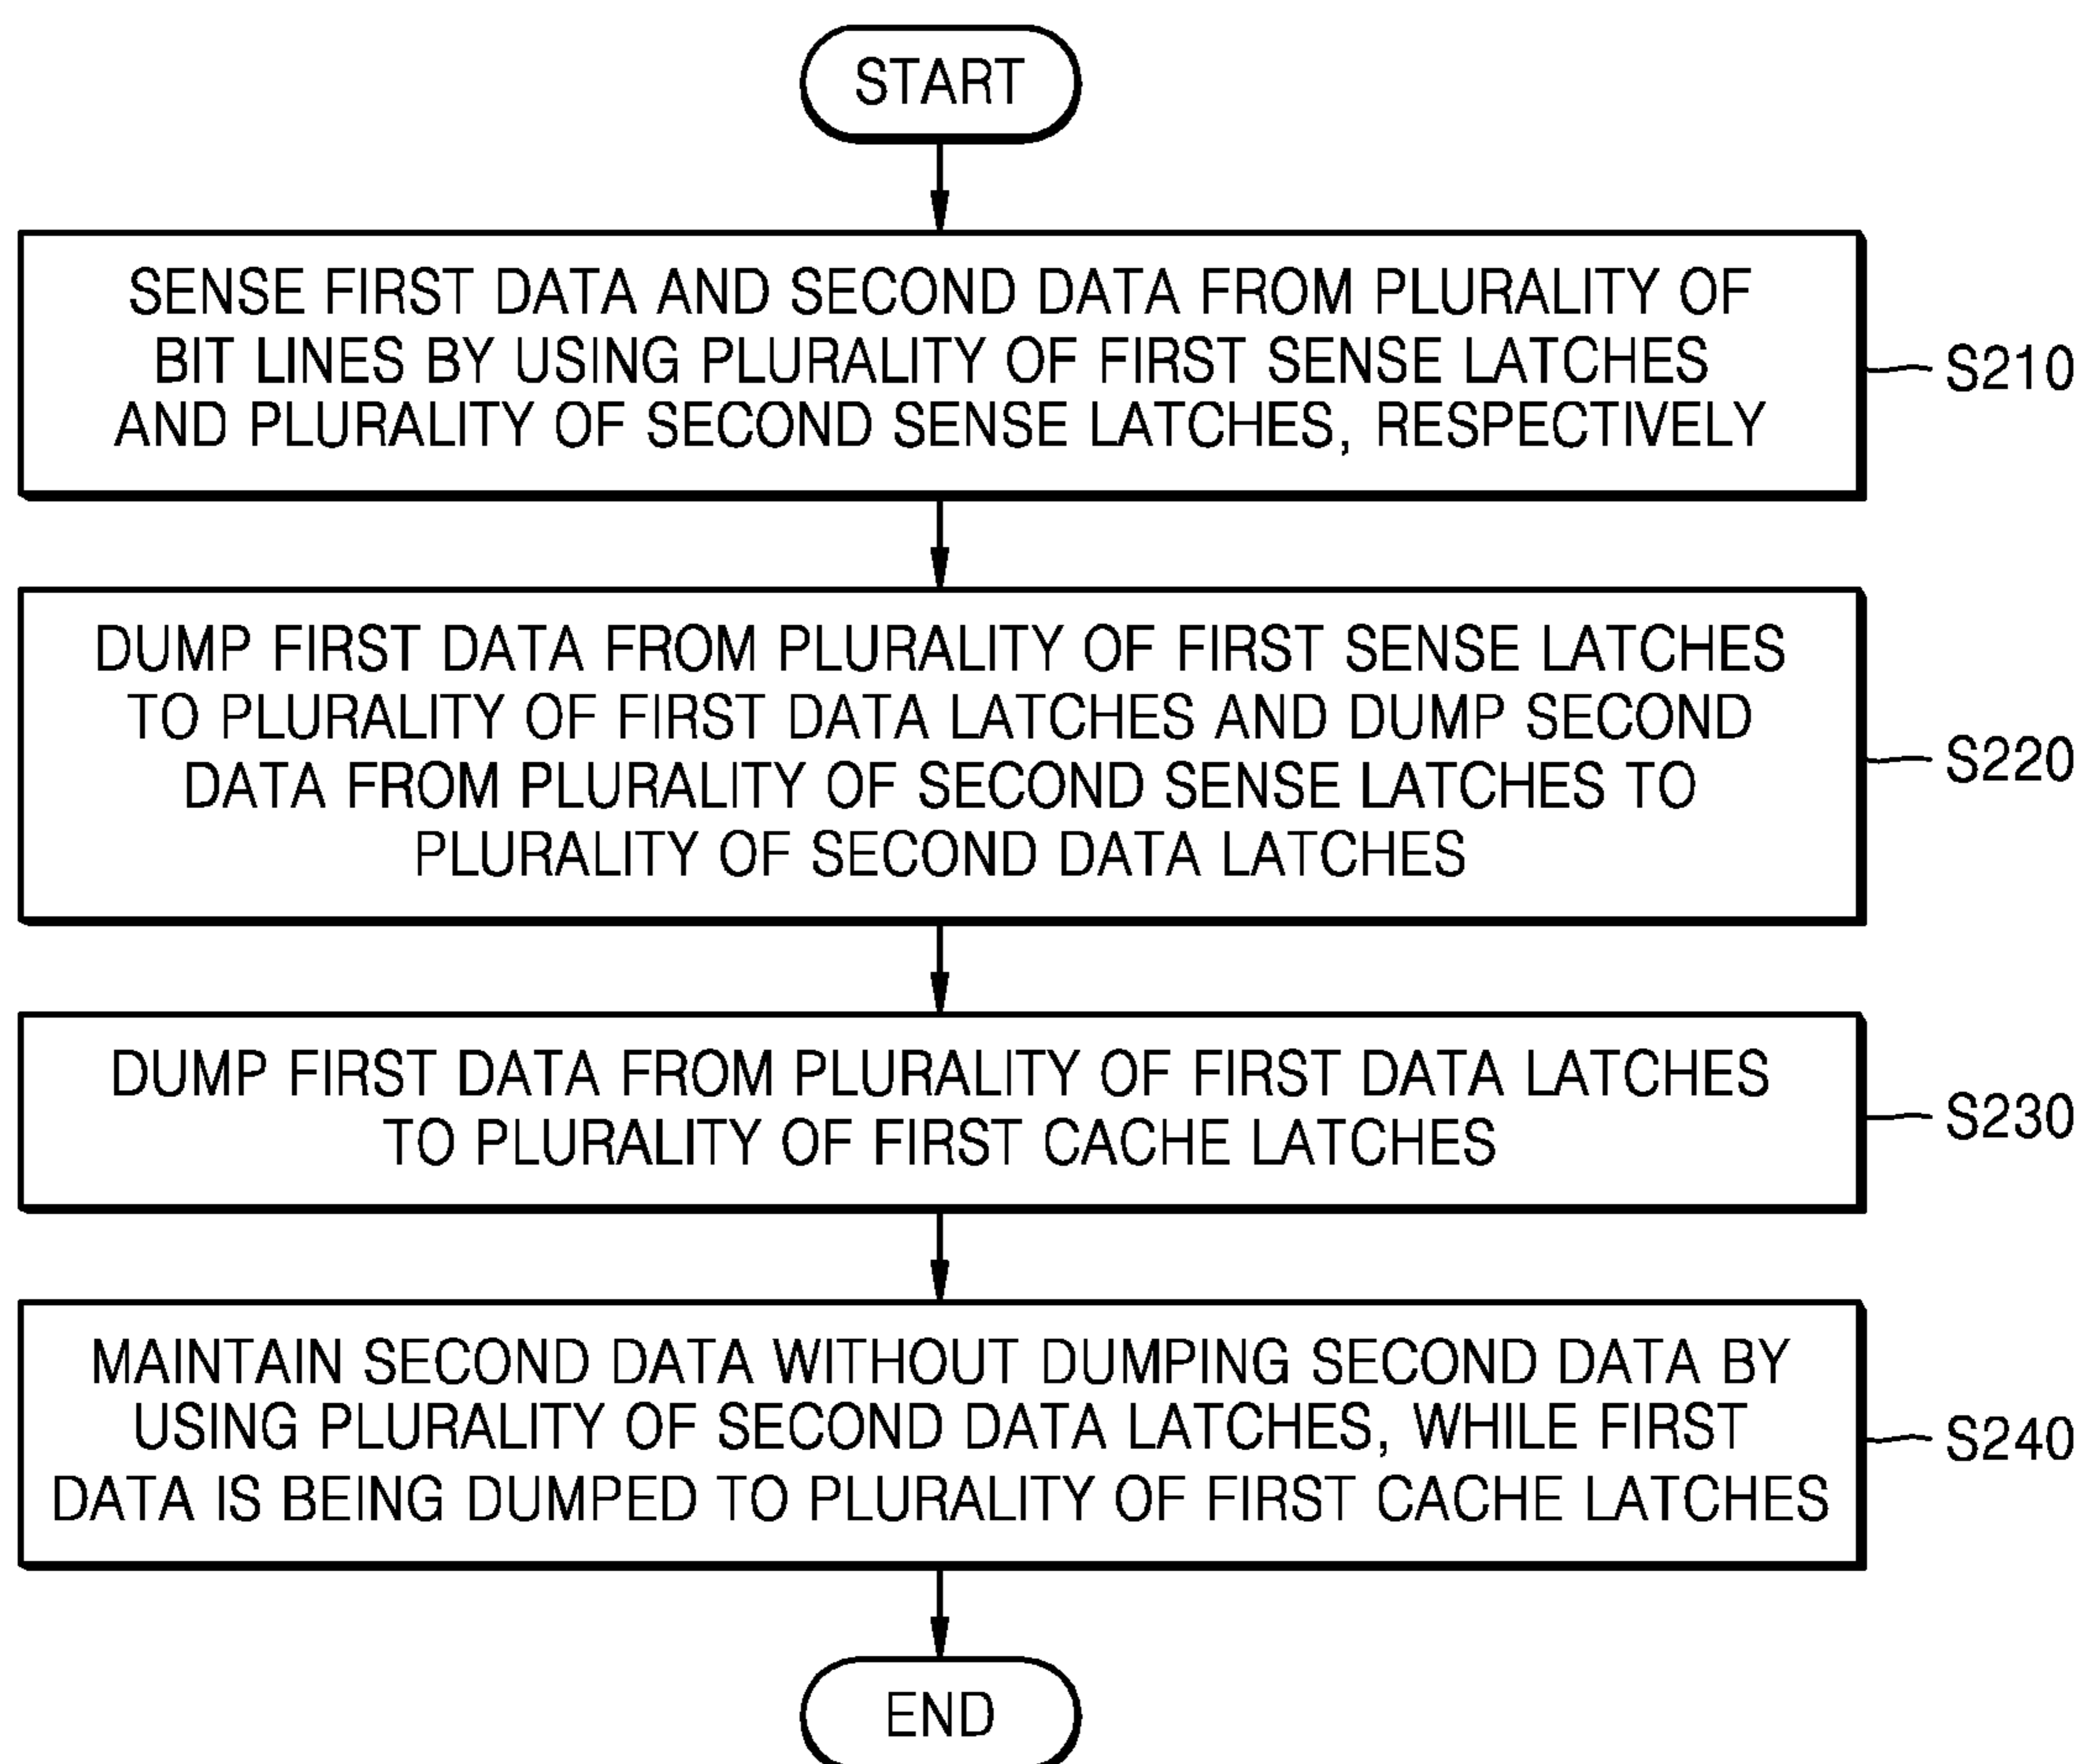 START
SENSE FIRST DATA AND SECOND DATA FROM PLURALITY OF
BIT LINES BY USING PLURALITY OF FIRST SENSE LATCHES
AND PLURALITY OF SECOND SENSE LATCHES, RESPECTIVELY
S210
DUMP FIRST DATA FROM PLURALITY OF FIRST SENSE LATCHES
TO PLURALITY OF FIRST DATA LATCHES AND DUMP SECOND
DATA FROM PLURALITY OF SECOND SENSE LATCHES TO
PLURALITY OF SECOND DATA LATCHES
S220
DUMP FIRST DATA FROM PLURALITY OF FIRST DATA LATCHES
TO PLURALITY OF FIRST CACHE LATCHES
S230
MAINTAIN SECOND DATA WITHOUT DUMPING SECOND DATA BY
USING PLURALITY OF SECOND DATA LATCHES, WHILE FIRST
DATA IS BEING DUMPED TO PLURALITY OF FIRST CACHE LATCHES
S240
END